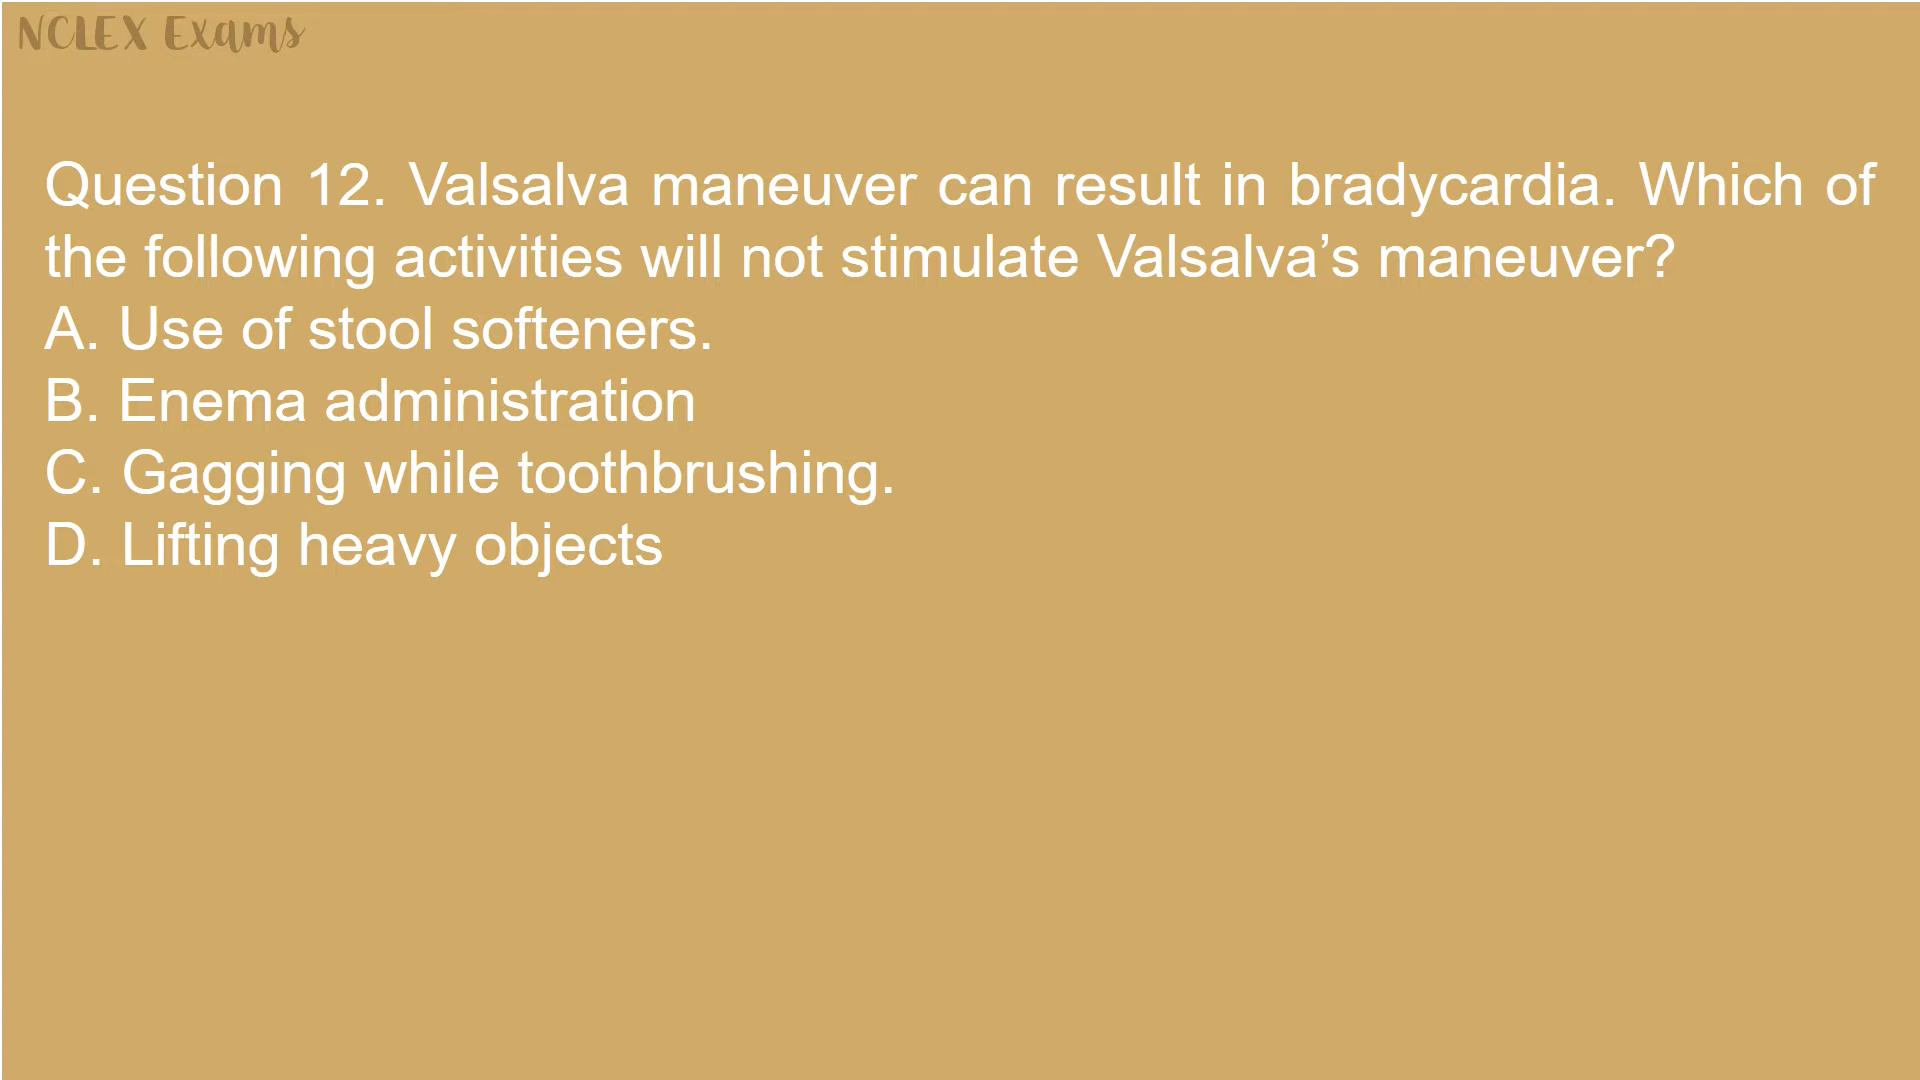 NCLEX Exams
Question 12. Valsalva maneuver can result in bradycardia. Which of
the following activities will not stimulate Valsalva’s maneuver?
A. Use of stool softeners.
B. Enema administration
C. Gagging while toothbrushing.
D. Lifting heavy objects